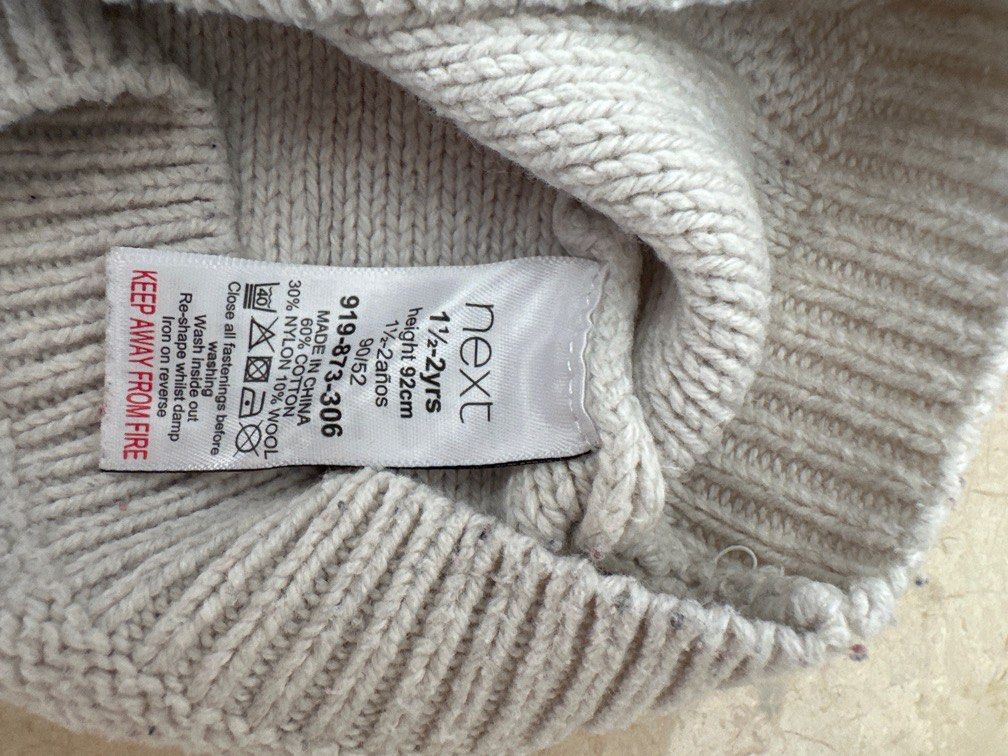 next
1½-2yrs
height 92cm
1½-2años
90/52
919-873-306
MADE IN CHINA
60% COTTON
30% NYLON 10% WOOL
40
Close all fastenings before
washing
Wash inside out
Re-shape whilst damp
Iron on reverse
KEEP AWAY FROM FIRE